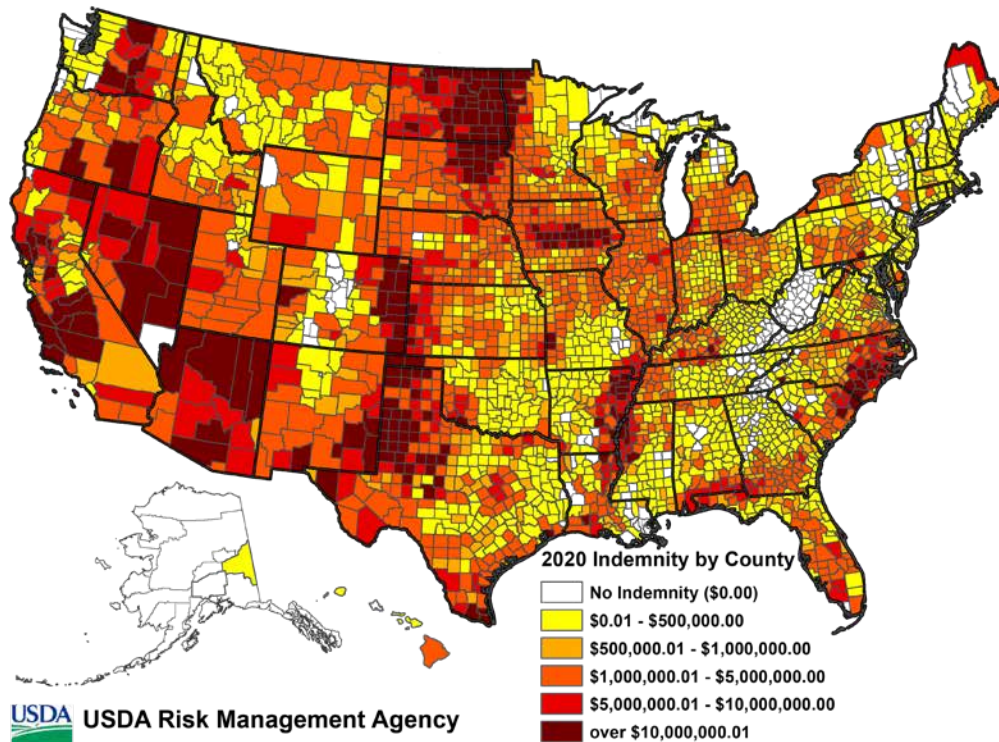 2020 Indemnity by County
No Indemnity ($0.00)
$0.01 - $500,000.00
$500,000.01 - $1,000,000.00
$1,000,000.01 - $5,000,000.00
$5,000,000.01 - $10,000,000.00
over $10,000,000.01
USDA USDA Risk Management Agency